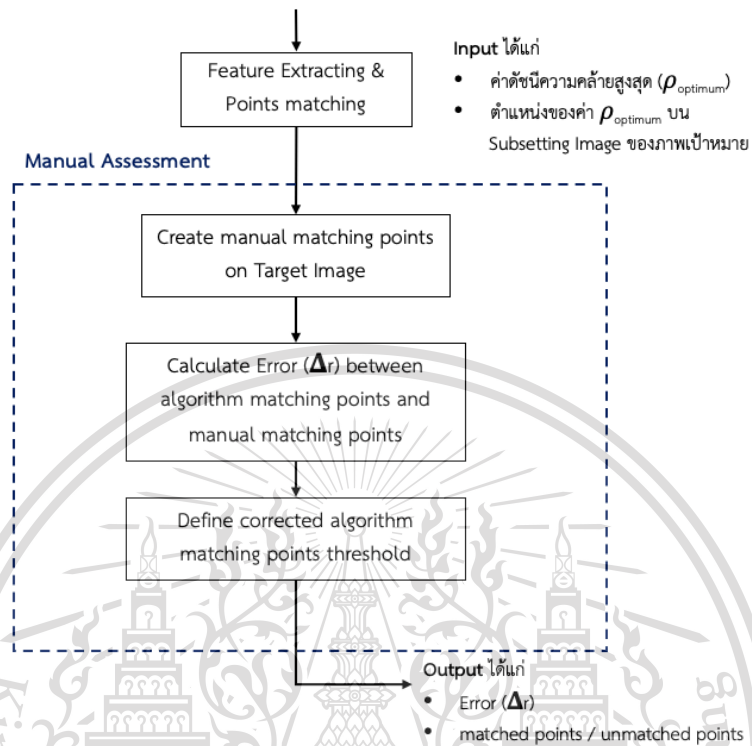 Feature Extracting &
Points matching
Input ได้แก่
• ค่าดัชนีความคล้ายสูงสุด (ρoptimum)
• ตำแหน่งของค่า ρoptimum บน
Subsetting Image ของภาพเป้าหมาย
Manual Assessment
Create manual matching points
on Target Image
Calculate Error (Δr) between
algorithm matching points and
manual matching points
Define corrected algorithm
matching points threshold
Output ได้แก่
• Error (Δr)
• matched points / unmatched points